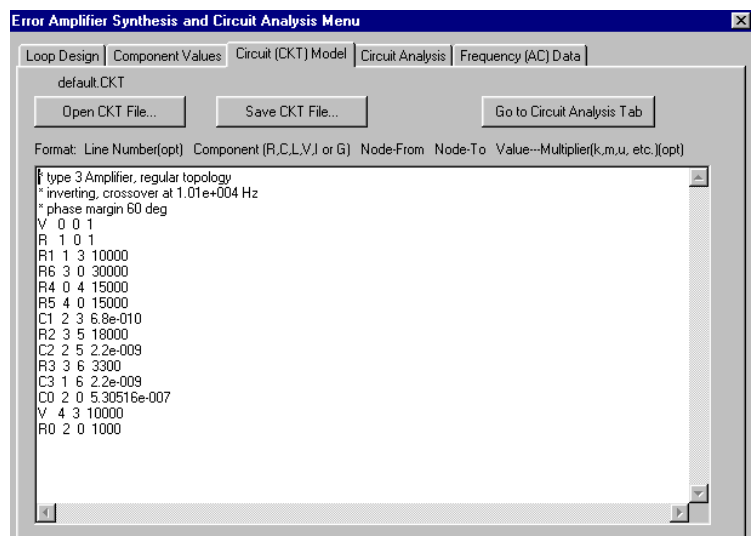 Error Amplifier Synthesis and Circuit Analysis Menu
Loop Design Component Values Circuit (CKT) Model Circuit Analysis Frequency (AC) Data
default.CKT
Open CKT File... Save CKT File... Go to Circuit Analysis Tab
Format: Line Number(opt) Component (R,C,L,V,I or G) Node-From Node-To Value---Multiplier(k,m,u, etc.)(opt)
* type 3 Amplifier, regular topology
* inverting, crossover at 1.01e+004 Hz
* phase margin 60 deg
V 0 0 1
R 1 0 1
R1 1 3 10000
R6 3 0 30000
R4 0 4 15000
R5 4 0 15000
C1 2 3 6.8e-010
R2 3 5 18000
C2 2 5 2.2e-009
R3 3 6 3300
C3 1 6 2.2e-009
C0 2 0 5.30516e-007
V 4 3 10000
R0 2 0 1000